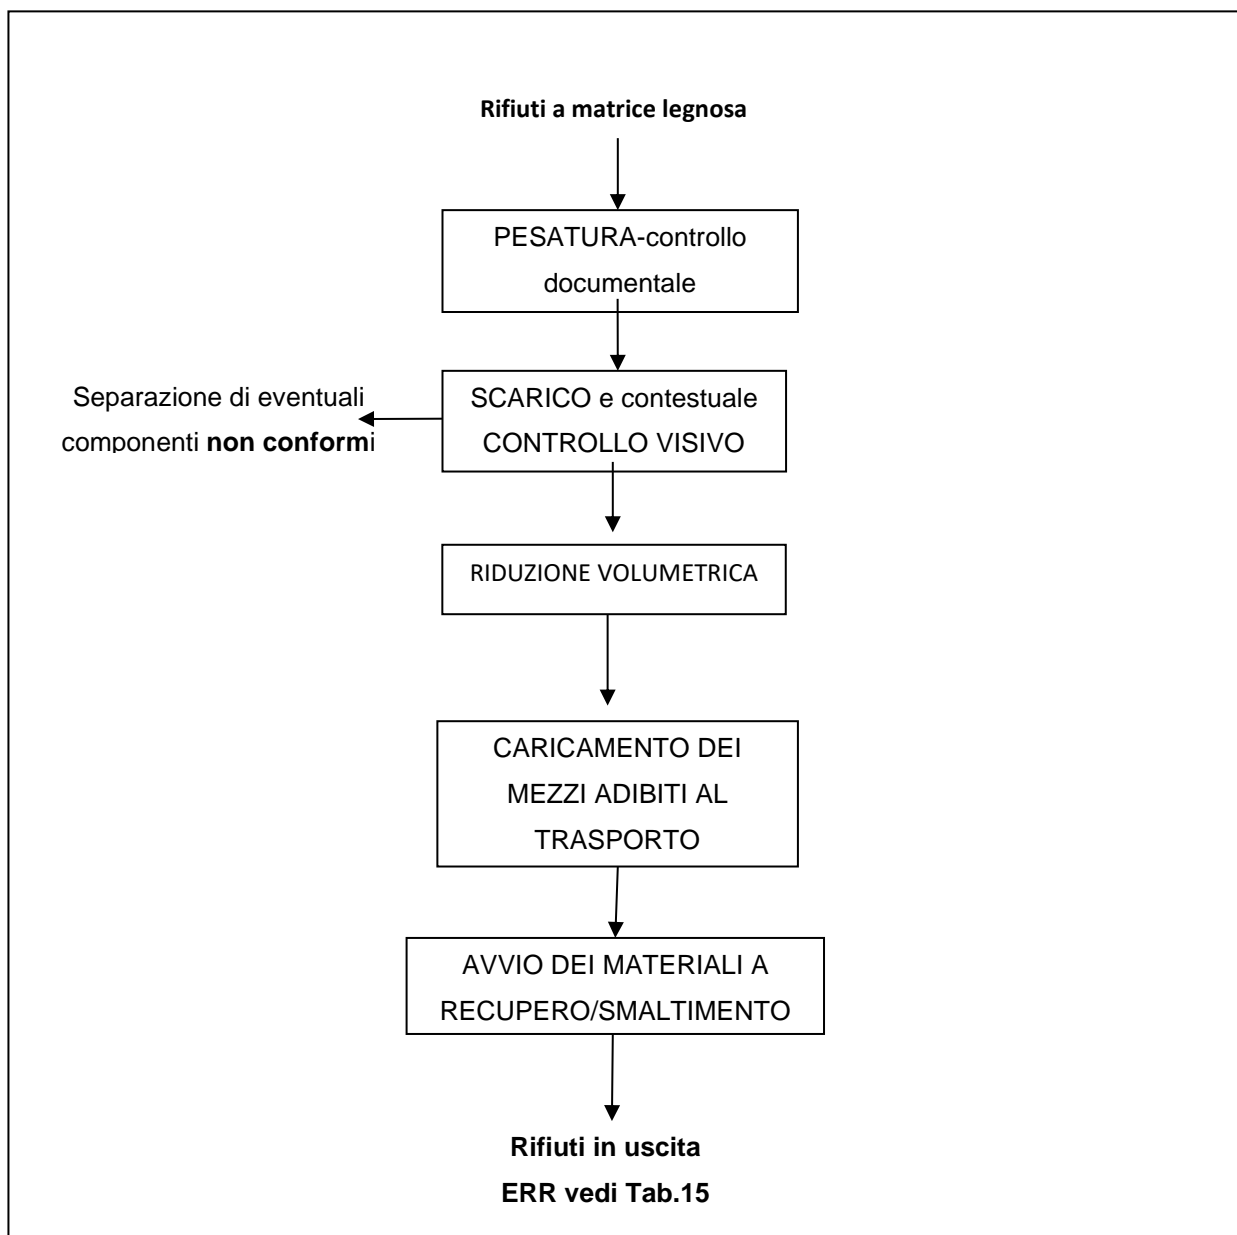 Rifiuti a matrice legnosa
PESATURA-controllo
documentale
Separazione di eventuali
componenti non conformi
SCARICO e contestuale
CONTROLLO VISIVO
RIDUZIONE VOLUMETRICA
CARICAMENTO DEI
MEZZI ADIBITI AL
TRASPORTO
AVVIO DEI MATERIALI A
RECUPERO/SMALTIMENTO
Rifiuti in uscita
ERR vedi Tab.15